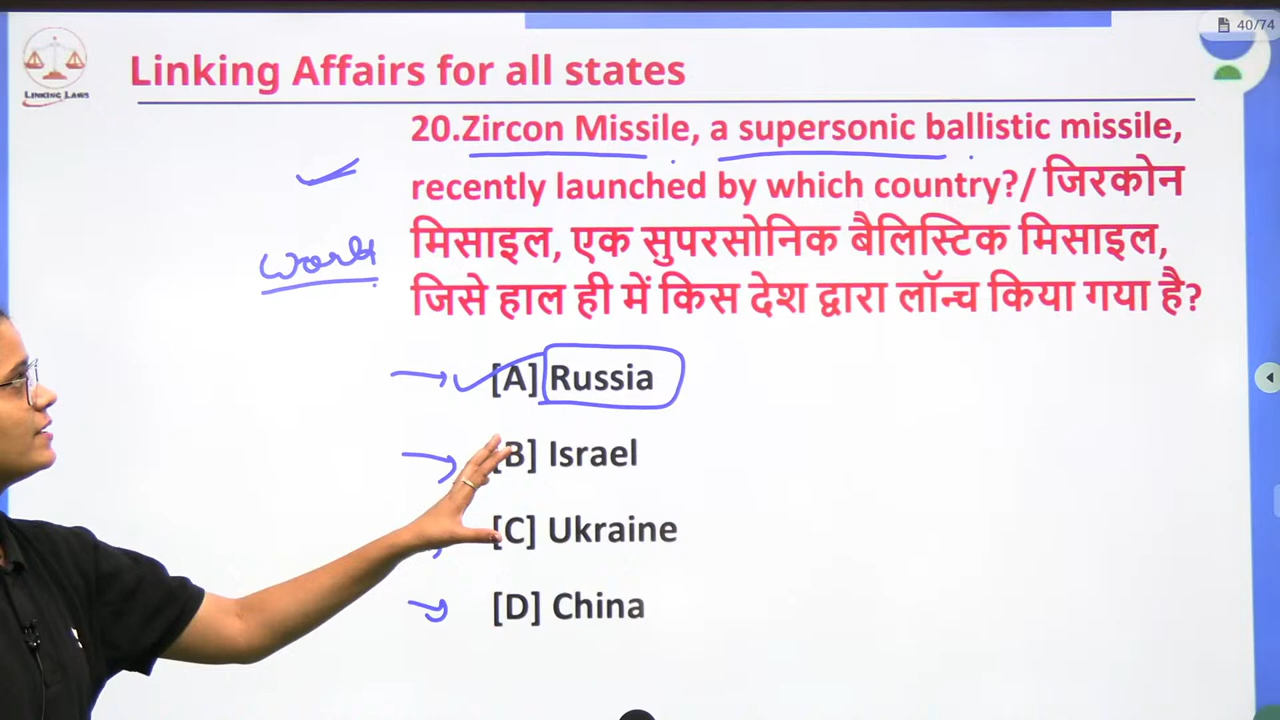 40/74
LINKING LAWS
Linking Affairs for all states
20.Zircon Missile, a supersonic ballistic missile,
recently launched by which country?/ जिरकोन
मिसाइल, एक सुपरसोनिक बैलिस्टिक मिसाइल,
जिसे हाल ही में किस देश द्वारा लॉन्च किया गया है?
World
[A] Russia
[B] Israel
[C] Ukraine
[D] China